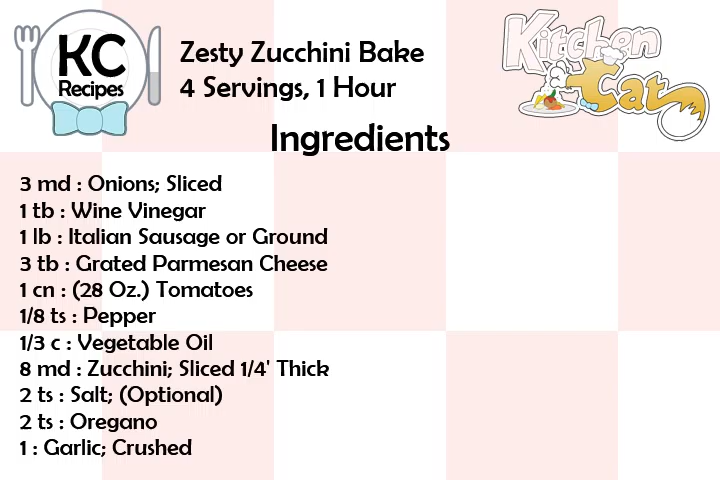 KC
Recipes
Zesty Zucchini Bake
4 Servings, 1 Hour
Kitchen
Cat
Ingredients
3 md : Onions; Sliced
1 tb : Wine Vinegar
1 lb : Italian Sausage or Ground
3 tb : Grated Parmesan Cheese
1 cn : (28 Oz.) Tomatoes
1/8 ts : Pepper
1/3 c : Vegetable Oil
8 md : Zucchini; Sliced 1/4' Thick
2 ts : Salt; (Optional)
2 ts : Oregano
1 : Garlic; Crushed